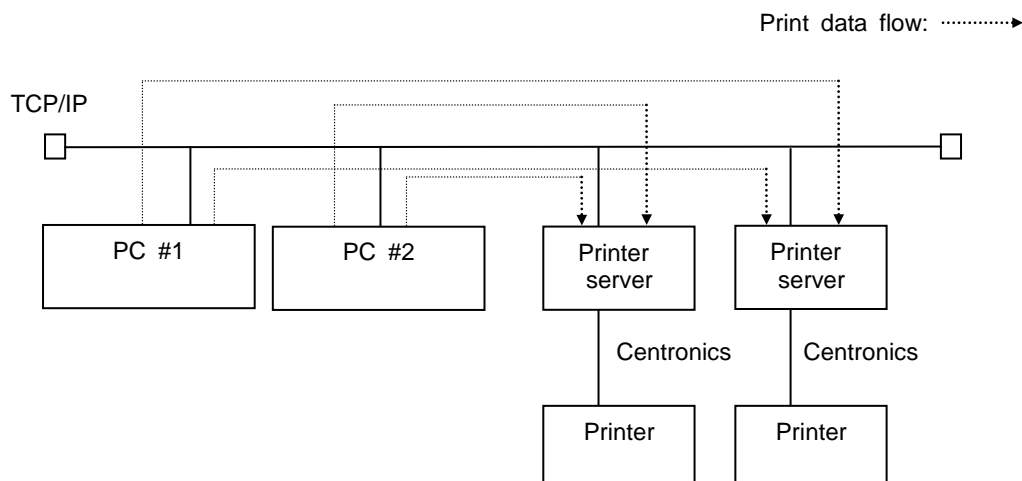 Print data flow:
TCP/IP
PC #1
PC #2
Printer
server
Printer
server
Centronics
Centronics
Printer
Printer